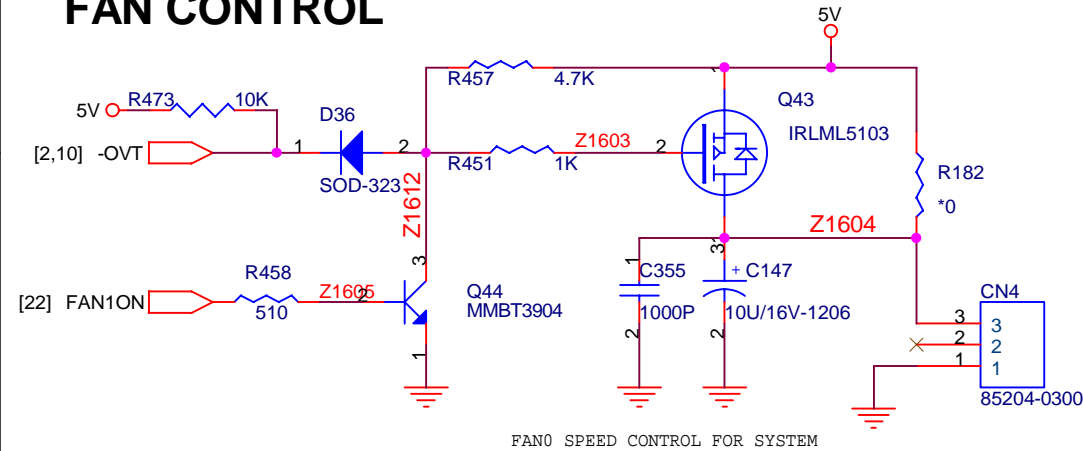 FAN CONTROL
5V
R457 4.7K
5V R473 10K
D36
Q43
IRLML5103
1
[2,10] -OVT
1 2
R451 1K
Z1603
2
SOD-323
Z1612
R182
*0
Z1604
3
3
1
C355
1000P
2
1
+ C147
10U/16V-1206
2
R458
[22] FAN1ON
510
Z1605
2
Q44
MMBT3904
1
CN4
3 3
2 2
1 1
85204-0300
FAN0 SPEED CONTROL FOR SYSTEM